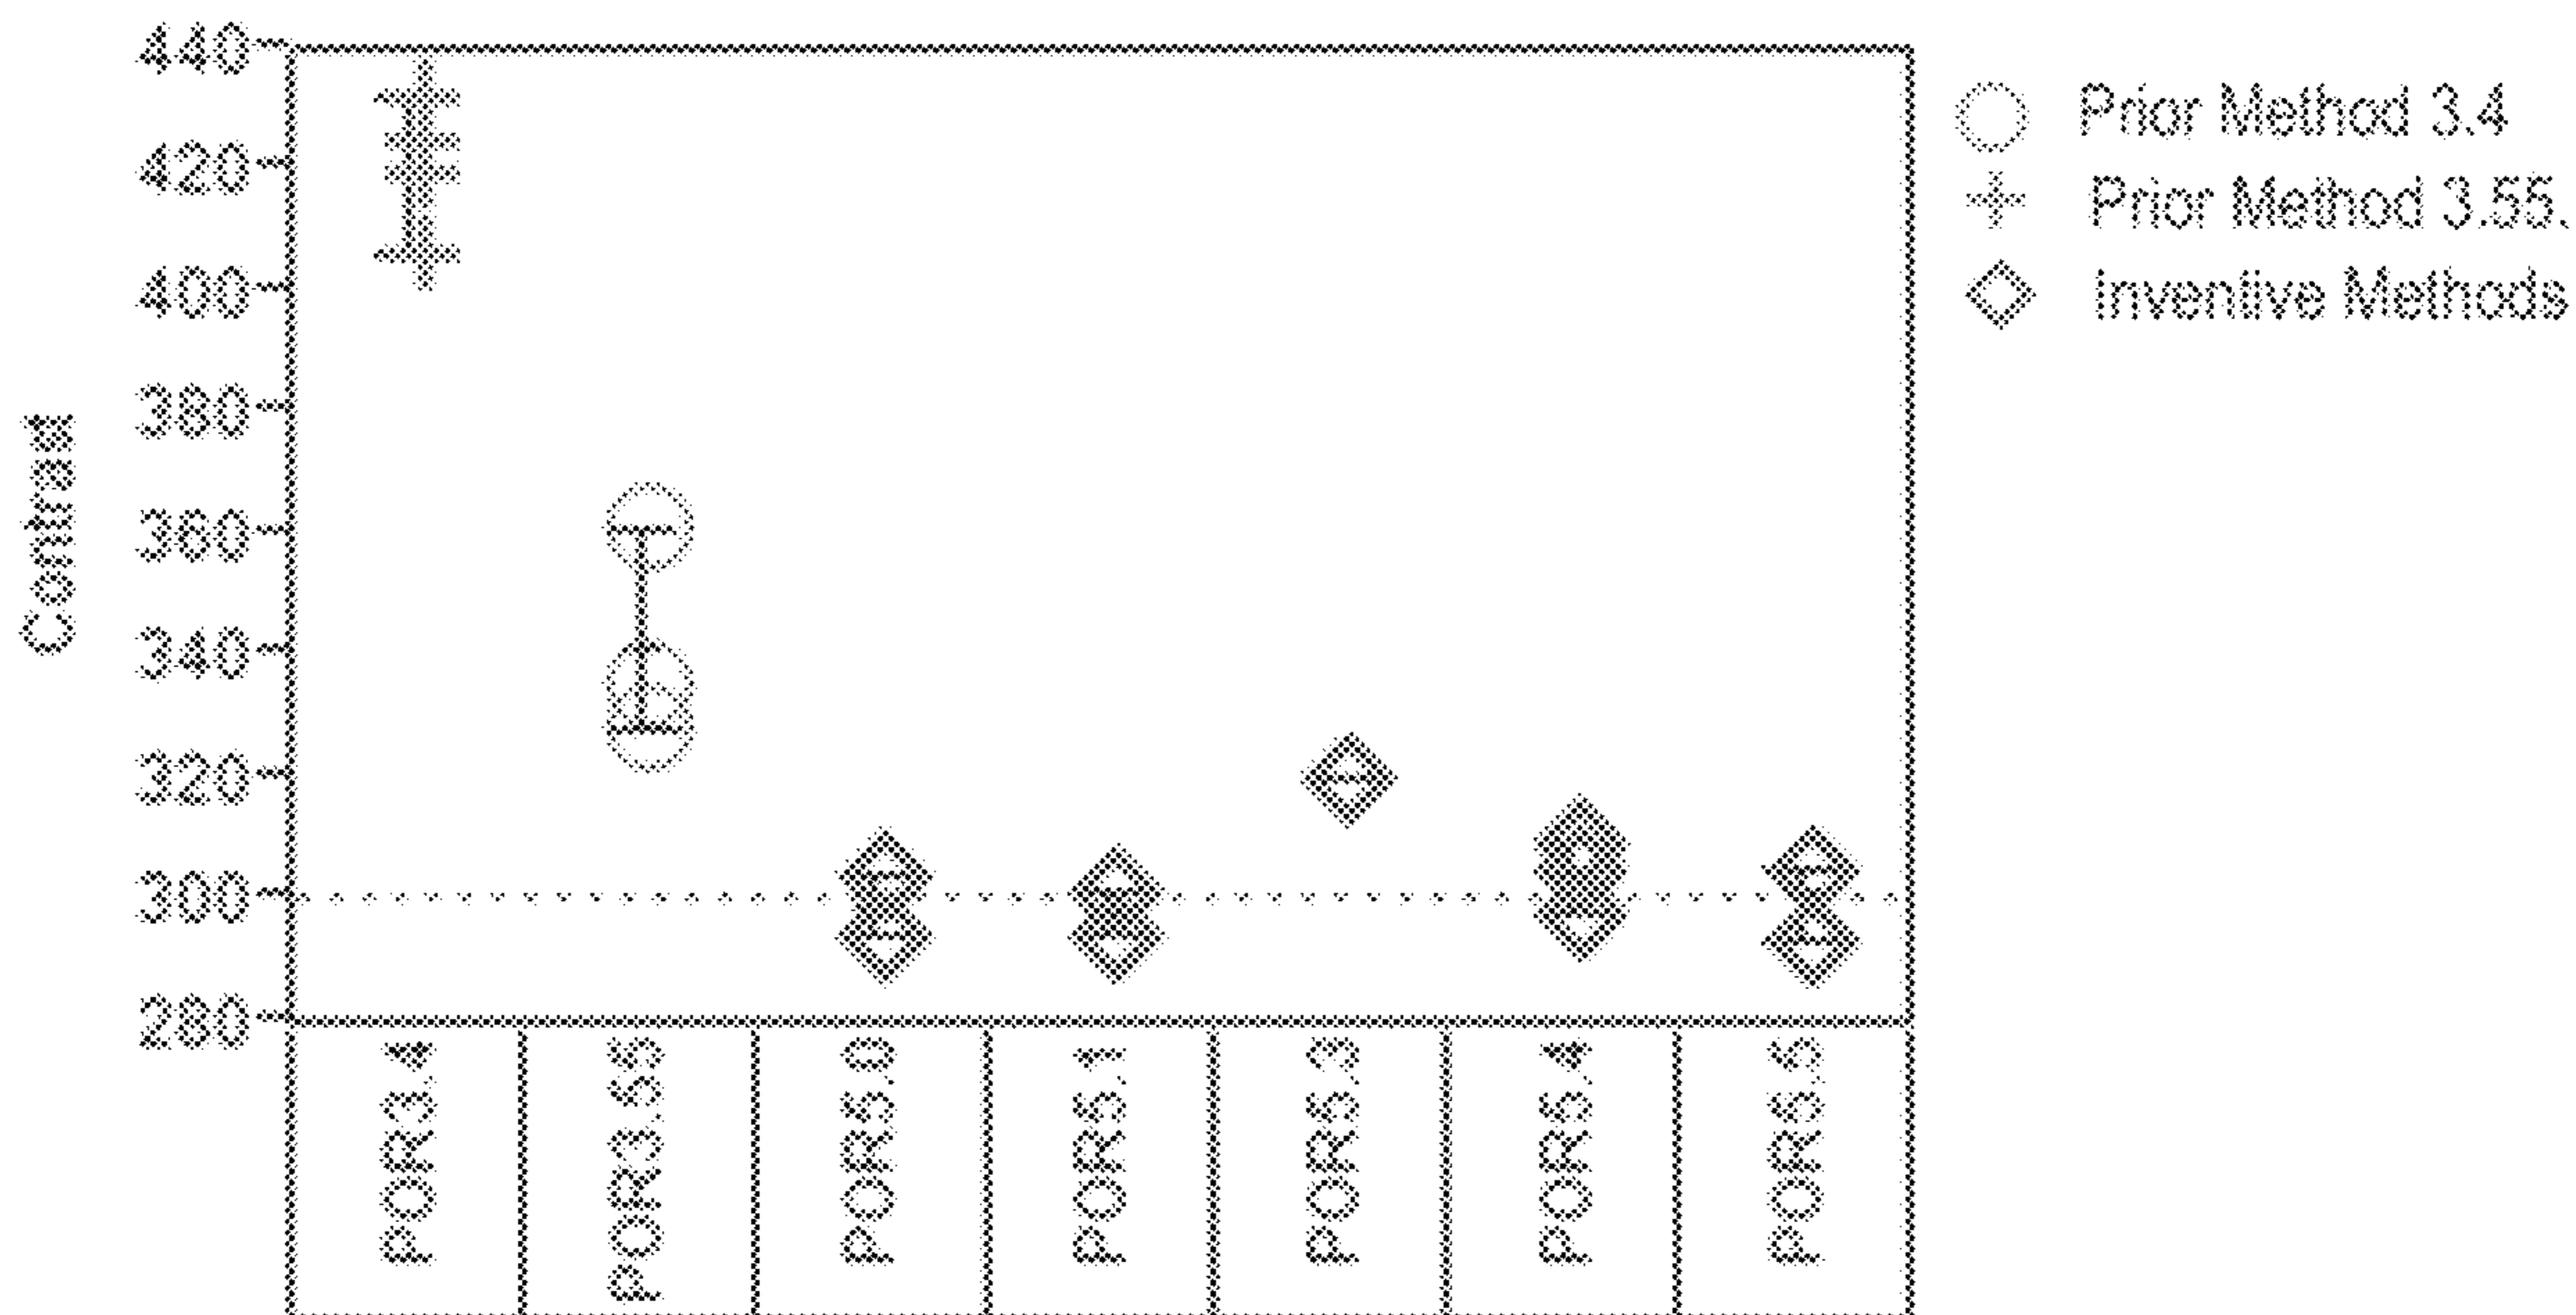 440
420
400
380
360
340
320
300
280
Contrast
POR3.4
POR3.55
POR5.0
POR5.1
POR5.3
POR5.4
POR5.5
Prior Method 3.4
Prior Method 3.55.
Inventive Methods